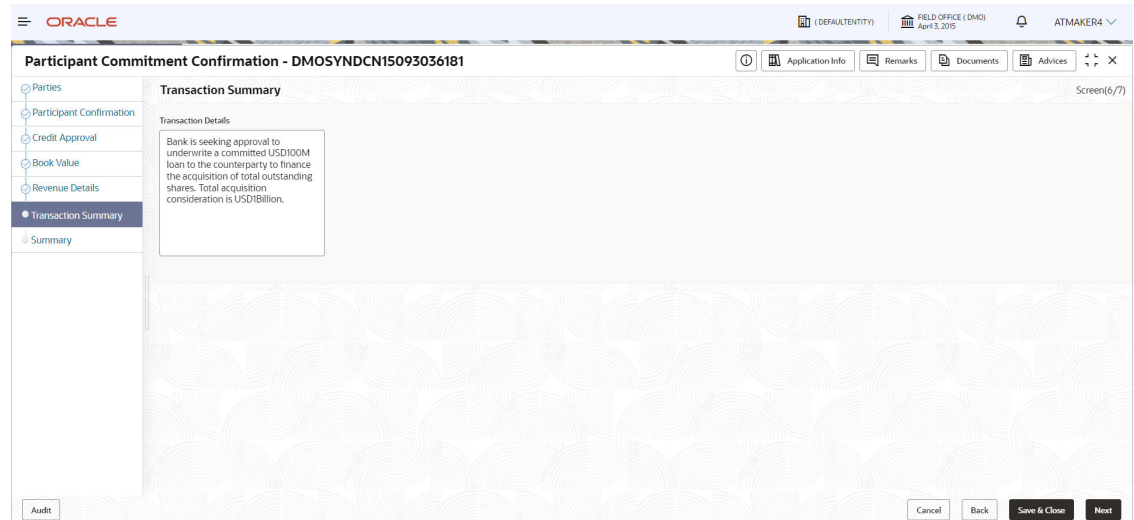 ORACLE
( DEFAULTENTITY)
FIELD OFFICE ( DMO)
April 3, 2015
ATMAKER4
Participant Commitment Confirmation - DMOSYNDCN15093036181
Application Info
Remarks
Documents
Advices
Parties
Participant Confirmation
Credit Approval
Book Value
Revenue Details
Transaction Summary
Summary
Transaction Summary
Screen(6/7)
Transaction Details
Bank is seeking approval to
underwrite a committed USD100M
loan to the counterparty to finance
the acquisition of total outstanding
shares. Total acquisition
consideration is USD1Billion.
Audit
Cancel
Back
Save & Close
Next